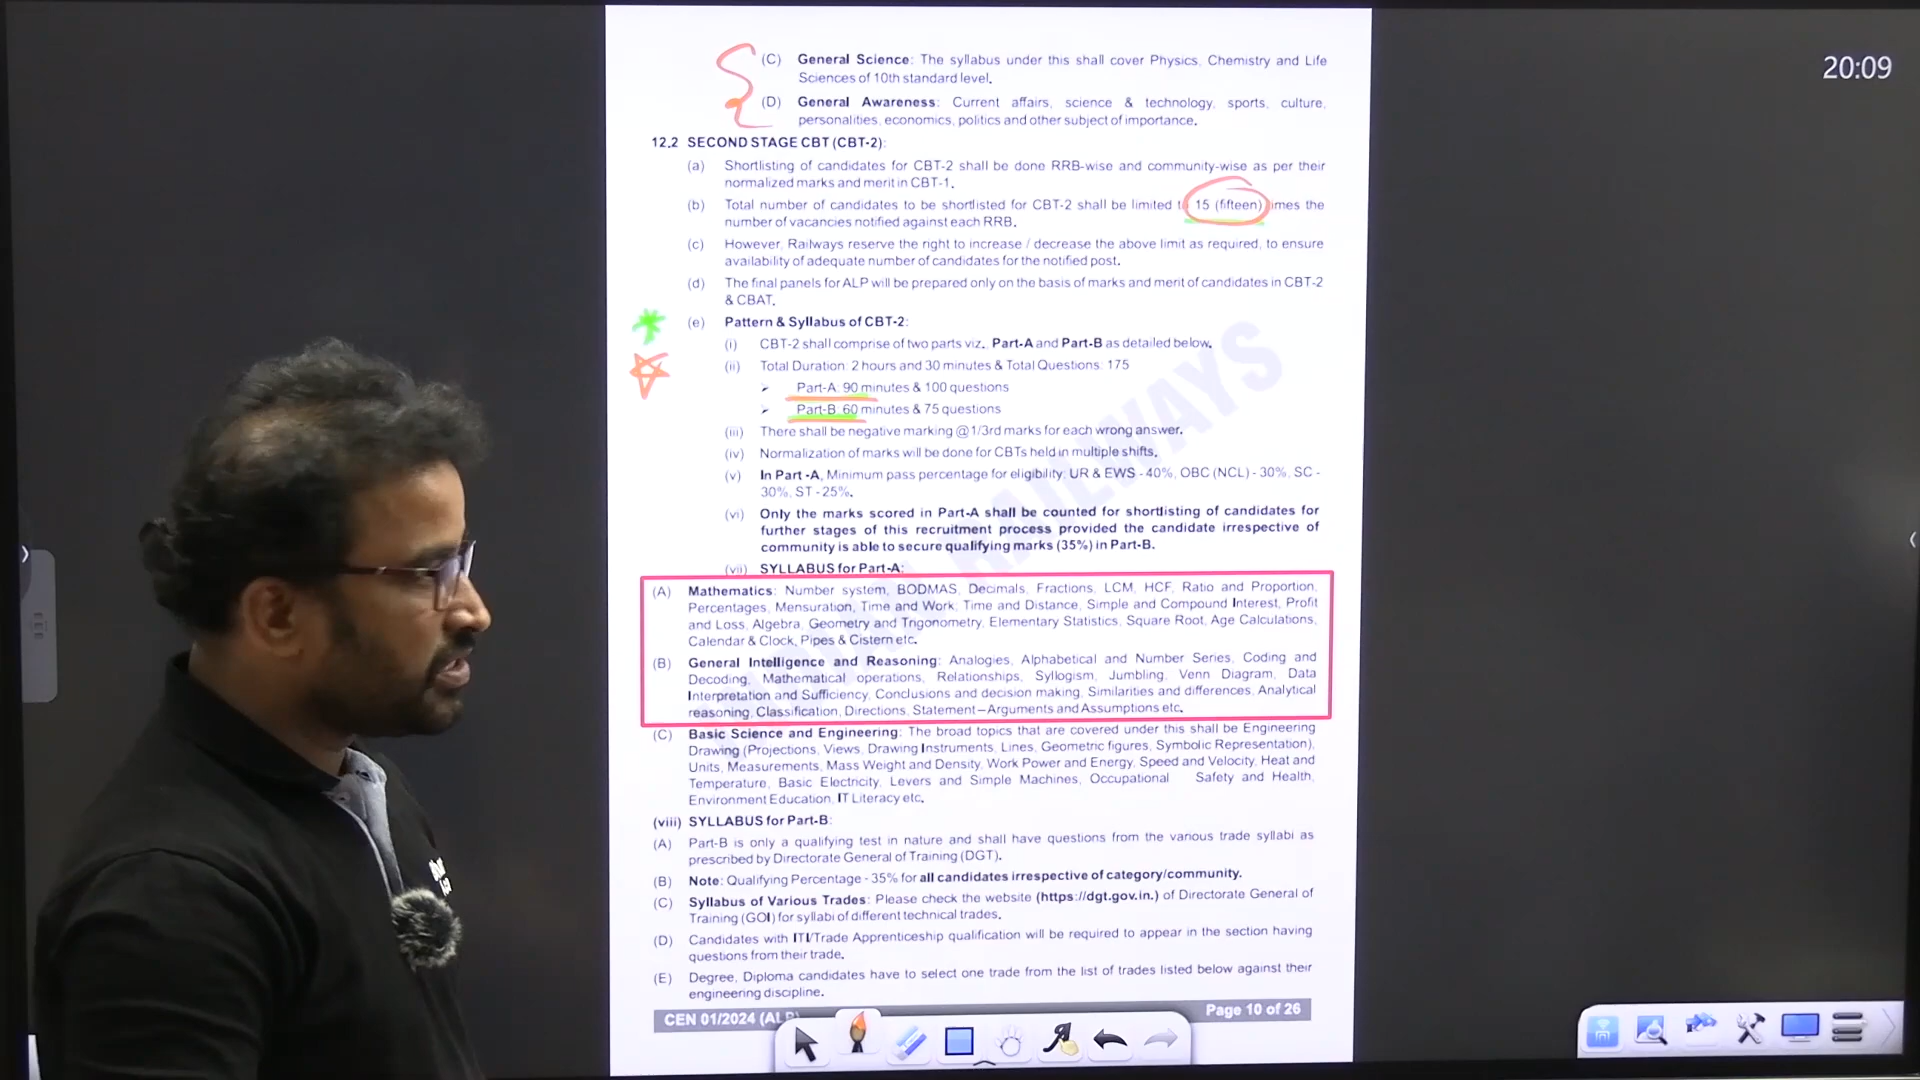 20:09
(C) General Science: The syllabus under this shall cover Physics, Chemistry and Life
Sciences of 10th standard level.
(D) General Awareness: Current affairs, science & technology, sports, culture,
personalities, economics, politics and other subject of importance.
12.2 SECOND STAGE CBT (CBT-2):
(a) Shortlisting of candidates for CBT-2 shall be done RRB-wise and community-wise as per their
normalized marks and merit in CBT-1.
(b) Total number of candidates to be shortlisted for CBT-2 shall be limited t 15 (fifteen) imes the
number of vacancies notified against each RRB.
(c) However, Railways reserve the right to increase / decrease the above limit as required, to ensure
availability of adequate number of candidates for the notified post.
(d) The final panels for ALP will be prepared only on the basis of marks and merit of candidates in CBT-2
& CBAT.
(e) Pattern & Syllabus of CBT-2:
(i) CBT-2 shall comprise of two parts viz., Part-A and Part-B as detailed below.
(ii) Total Duration: 2 hours and 30 minutes & Total Questions: 175
➢ Part-A: 90 minutes & 100 questions
➢ Part-B: 60 minutes & 75 questions
(iii) There shall be negative marking @1/3rd marks for each wrong answer.
(iv) Normalization of marks will be done for CBTs held in multiple shifts.
(v) In Part -A, Minimum pass percentage for eligibility: UR & EWS - 40%, OBC (NCL) - 30%, SC -
30%, ST - 25%.
(vi) Only the marks scored in Part-A shall be counted for shortlisting of candidates for
further stages of this recruitment process provided the candidate irrespective of
community is able to secure qualifying marks (35%) in Part-B.
(vii) SYLLABUS for Part-A:
(A) Mathematics: Number system, BODMAS, Decimals, Fractions, LCM, HCF, Ratio and Proportion,
Percentages, Mensuration, Time and Work, Time and Distance, Simple and Compound Interest, Profit
and Loss, Algebra, Geometry and Trigonometry, Elementary Statistics, Square Root, Age Calculations,
Calendar & Clock, Pipes & Cistern etc.
(B) General Intelligence and Reasoning: Analogies, Alphabetical and Number Series, Coding and
Decoding, Mathematical operations, Relationships, Syllogism, Jumbling, Venn Diagram, Data
Interpretation and Sufficiency, Conclusions and decision making, Similarities and differences, Analytical
reasoning, Classification, Directions, Statement–Arguments and Assumptions etc.
(C) Basic Science and Engineering: The broad topics that are covered under this shall be Engineering
Drawing (Projections, Views, Drawing Instruments, Lines, Geometric figures, Symbolic Representation),
Units, Measurements, Mass Weight and Density, Work Power and Energy, Speed and Velocity, Heat and
Temperature, Basic Electricity, Levers and Simple Machines, Occupational Safety and Health,
Environment Education, IT Literacy etc.
(viii) SYLLABUS for Part-B:
(A) Part-B is only a qualifying test in nature and shall have questions from the various trade syllabi as
prescribed by Directorate General of Training (DGT).
(B) Note: Qualifying Percentage - 35% for all candidates irrespective of category/community.
(C) Syllabus of Various Trades: Please check the website (https://dgt.gov.in.) of Directorate General of
Training (GOI) for syllabi of different technical trades.
(D) Candidates with ITI/Trade Apprenticeship qualification will be required to appear in the section having
questions from their trade.
(E) Degree, Diploma candidates have to select one trade from the list of trades listed below against their
engineering discipline.
CEN 01/2024 (ALP)
Page 10 of 26
RAILWAYS